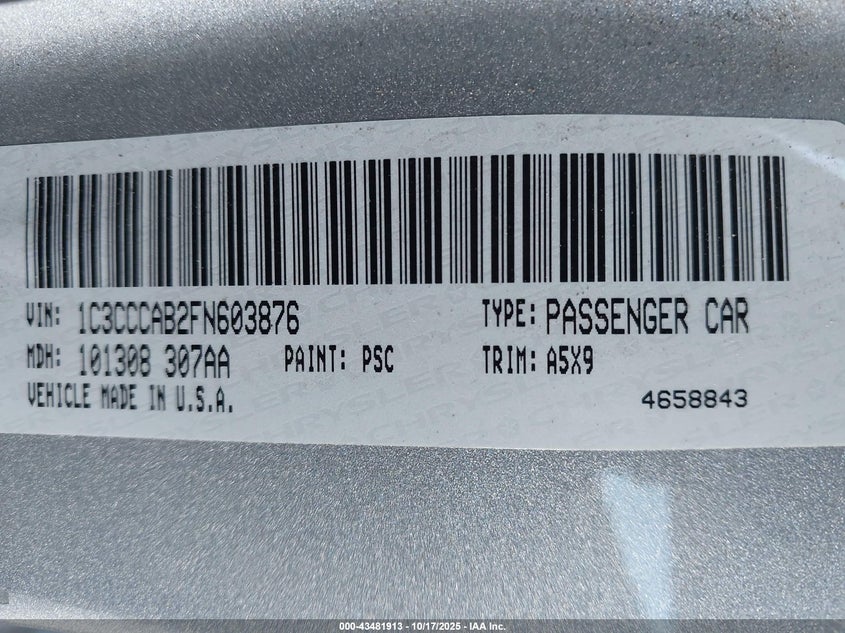 VIN: 1C3CCCAB2FN603876 TYPE: PASSENGER CAR
MDH: 101308 307AA PAINT: PSC TRIM: A5X9
VEHICLE MADE IN U.S.A. 4658843
CHRYSLER
000-43481913 | 10/17/2025 - IAA Inc.